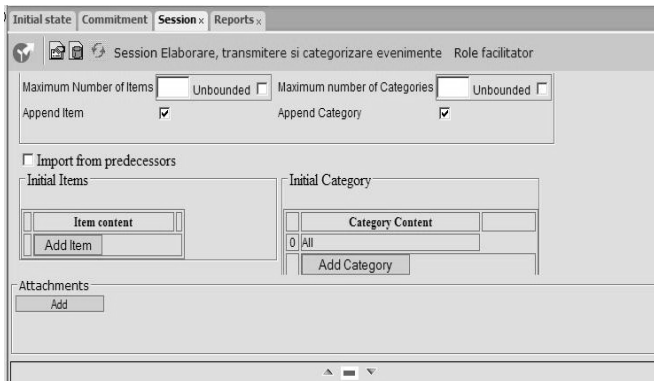 Initial state Commitment Session x Reports x
Session Elaborare, transmitere si categorizare evenimente Role facilitator
Maximum Number of Items Unbounded Maximum number of Categories Unbounded
Append Item Append Category
Import from predecessors
Initial Items Initial Category
Item content Category Content
Add Item 0 All
Add Category
Attachments
Add